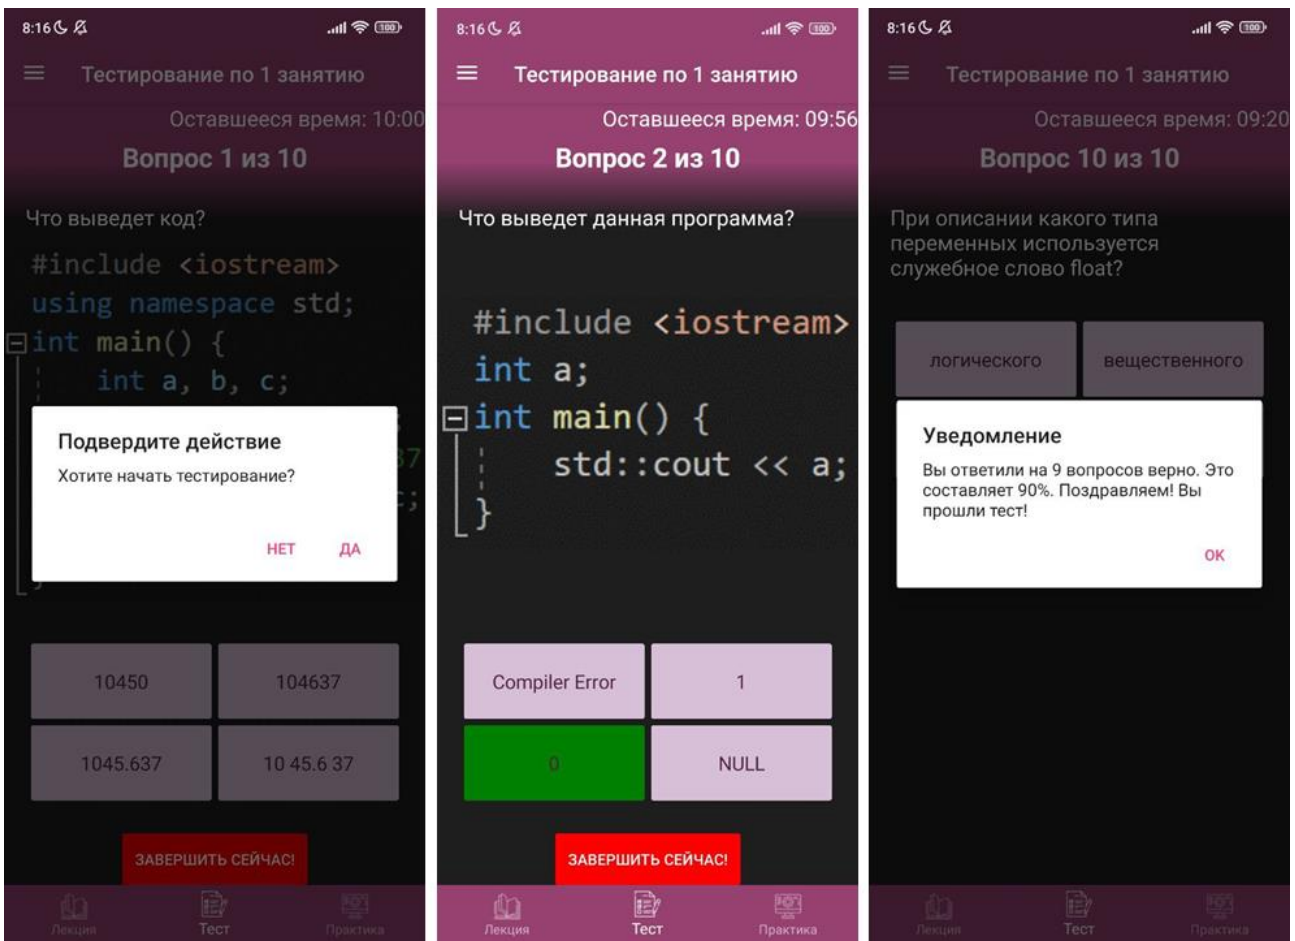 8:16
100
Тестирование по 1 занятию
Оставшееся время: 10:00
Вопрос 1 из 10
Что выведет код?
#include <iostream>
using namespace std;
int main() {
int a, b, c;
;
37
c;
}
Подвердите действие
Хотите начать тестирование?
НЕТ ДА
10450 104637
1045.637 10 45.6 37
ЗАВЕРШИТЬ СЕЙЧАС!
Лекция Тест Практика
8:16
100
Тестирование по 1 занятию
Оставшееся время: 09:56
Вопрос 2 из 10
Что выведет данная программа?
#include <iostream>
int a;
int main() {
std::cout << a;
}
Compiler Error 1
0 NULL
ЗАВЕРШИТЬ СЕЙЧАС!
Лекция Тест Практика
8:16
100
Тестирование по 1 занятию
Оставшееся время: 09:20
Вопрос 10 из 10
При описании какого типа
переменных используется
служебное слово float?
логического вещественного
Уведомление
Вы ответили на 9 вопросов верно. Это
составляет 90%. Поздравляем! Вы
прошли тест!
ОК
Лекция Тест Практика